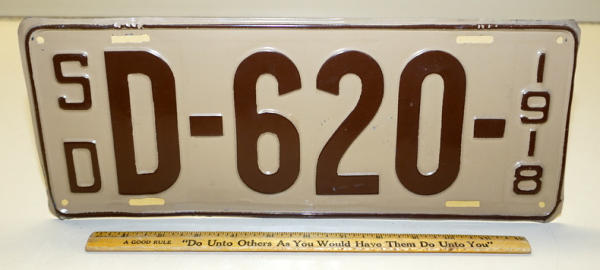 SD D-620- 1918
A GOOD RULE "Do Unto Others As You Would Have Them Do Unto You"